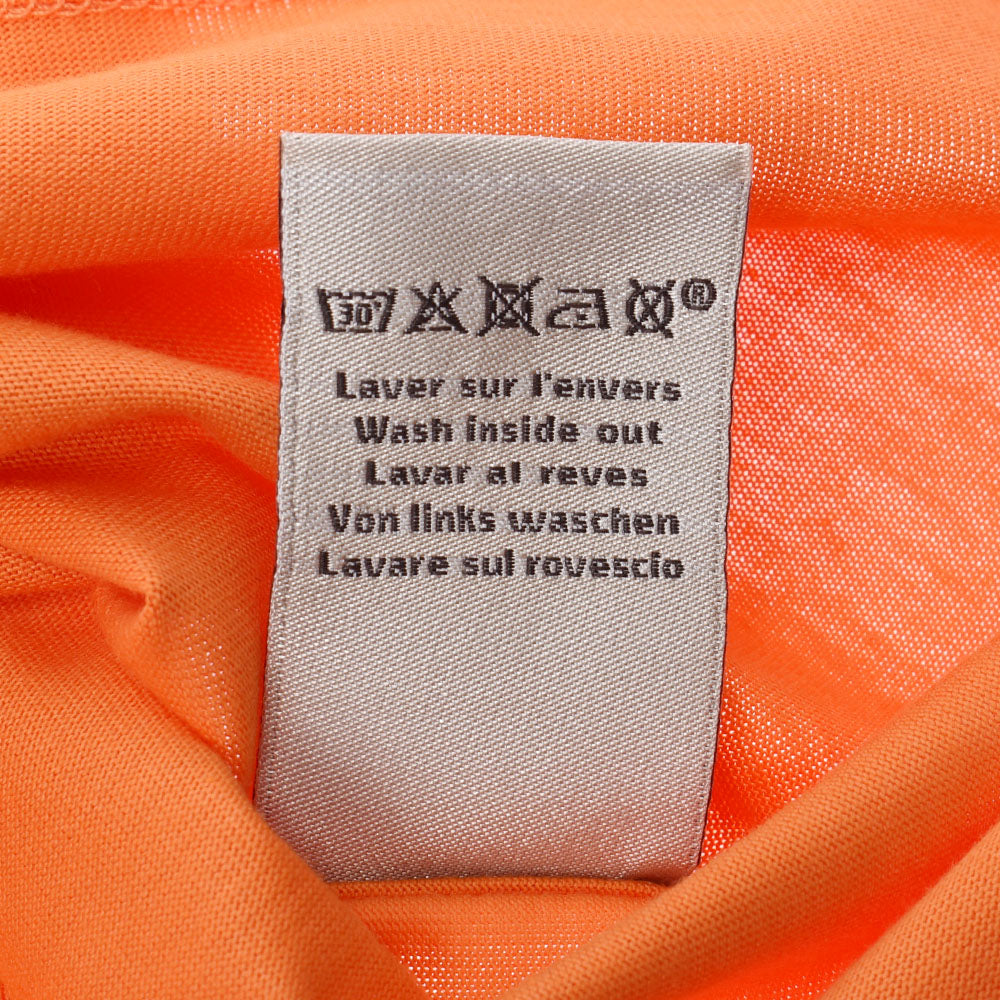 30° ®
Laver sur l'envers
Wash inside out
Lavar al reves
Von links waschen
Lavare sul rovescio